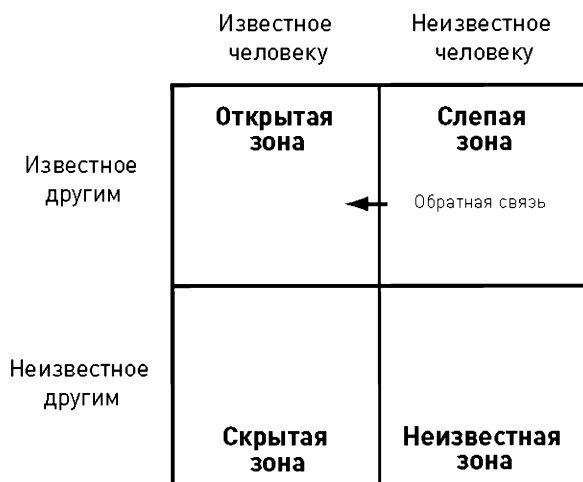 Известное
человеку
Неизвестное
человеку
Открытая
зона
Слепая
зона
Известное
другим
Обратная связь
Неизвестное
другим
Скрытая
зона
Неизвестная
зона